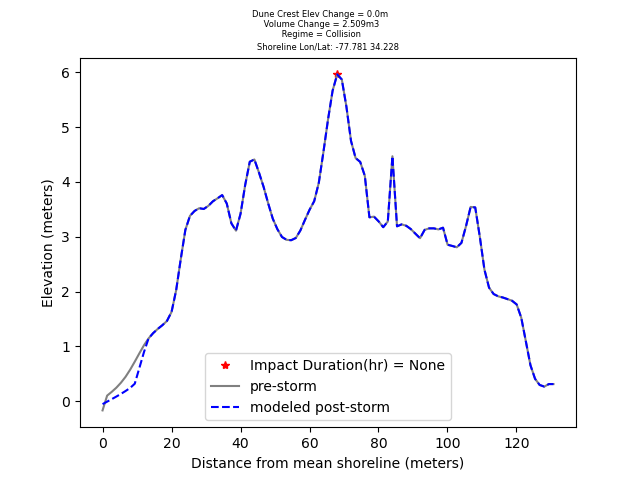 Dune Crest Elev Change = 0.0m
Volume Change = 2.509m3
Regime = Collision
Shoreline Lon/Lat: -77.781 34.228
6
5
4
3
2
1
0
Elevation (meters)
Impact Duration(hr) = None
pre-storm
modeled post-storm
0 20 40 60 80 100 120
Distance from mean shoreline (meters)